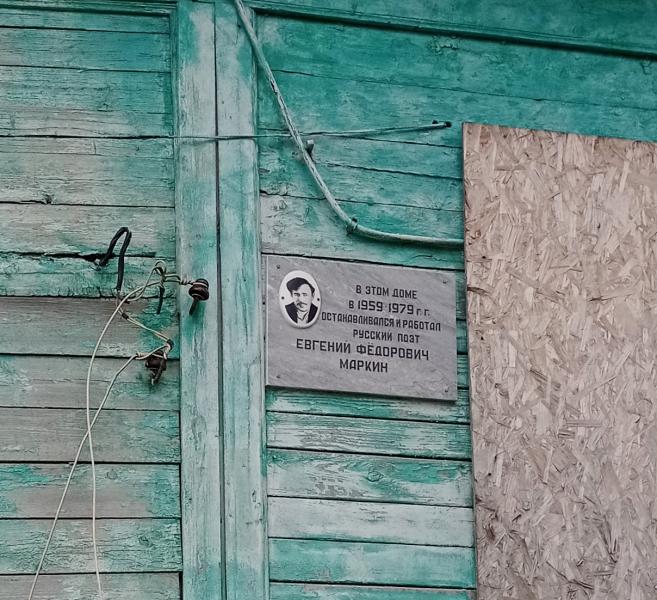 В ЭТОМ ДОМЕ
В 1959-1979 г.г.
ОСТАНАВЛИВАЛСЯ И РАБОТАЛ
РУССКИЙ ПОЭТ
ЕВГЕНИЙ ФЁДОРОВИЧ
МАРКИН